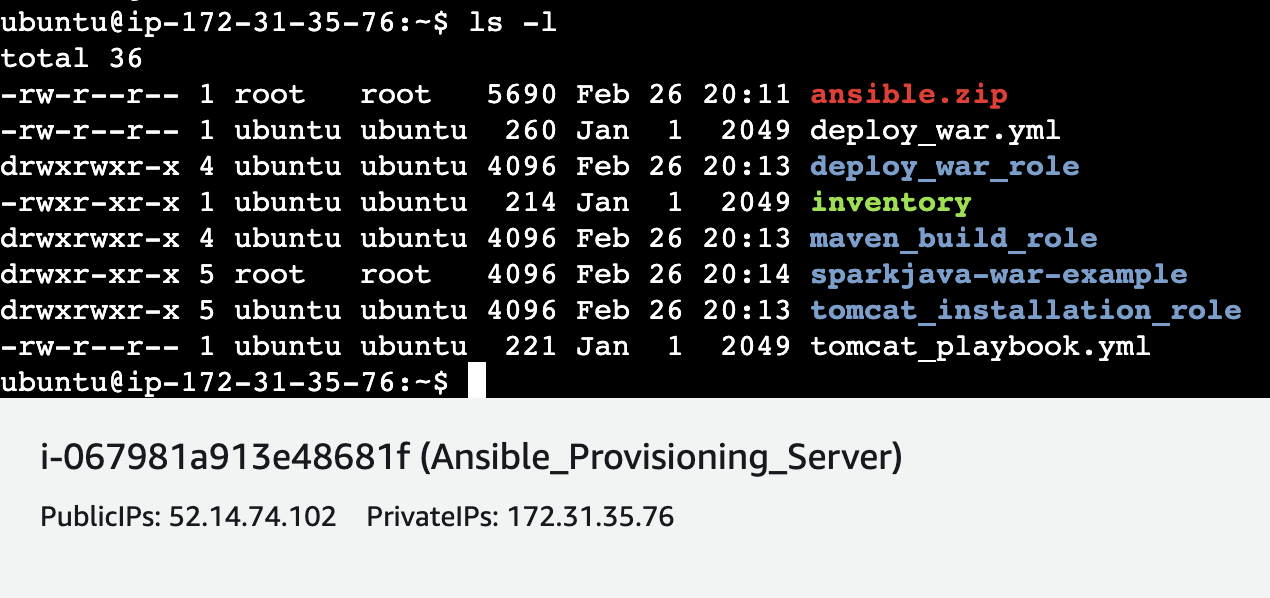 ubuntu@ip-172-31-35-76:~$ ls -l
total 36
-rw-r--r-- 1 root   root   5690 Feb 26 20:11 ansible.zip
-rw-r--r-- 1 ubuntu ubuntu  260 Jan  1  2049 deploy_war.yml
drwxrwxr-x 4 ubuntu ubuntu 4096 Feb 26 20:13 deploy_war_role
-rwxr-xr-x 1 ubuntu ubuntu  214 Jan  1  2049 inventory
drwxrwxr-x 4 ubuntu ubuntu 4096 Feb 26 20:13 maven_build_role
drwxr-xr-x 5 root   root   4096 Feb 26 20:14 sparkjava-war-example
drwxrwxr-x 5 ubuntu ubuntu 4096 Feb 26 20:13 tomcat_installation_role
-rw-r--r-- 1 ubuntu ubuntu  221 Jan  1  2049 tomcat_playbook.yml
ubuntu@ip-172-31-35-76:~$
i-067981a913e48681f (Ansible_Provisioning_Server)
PublicIPs: 52.14.74.102 PrivateIPs: 172.31.35.76